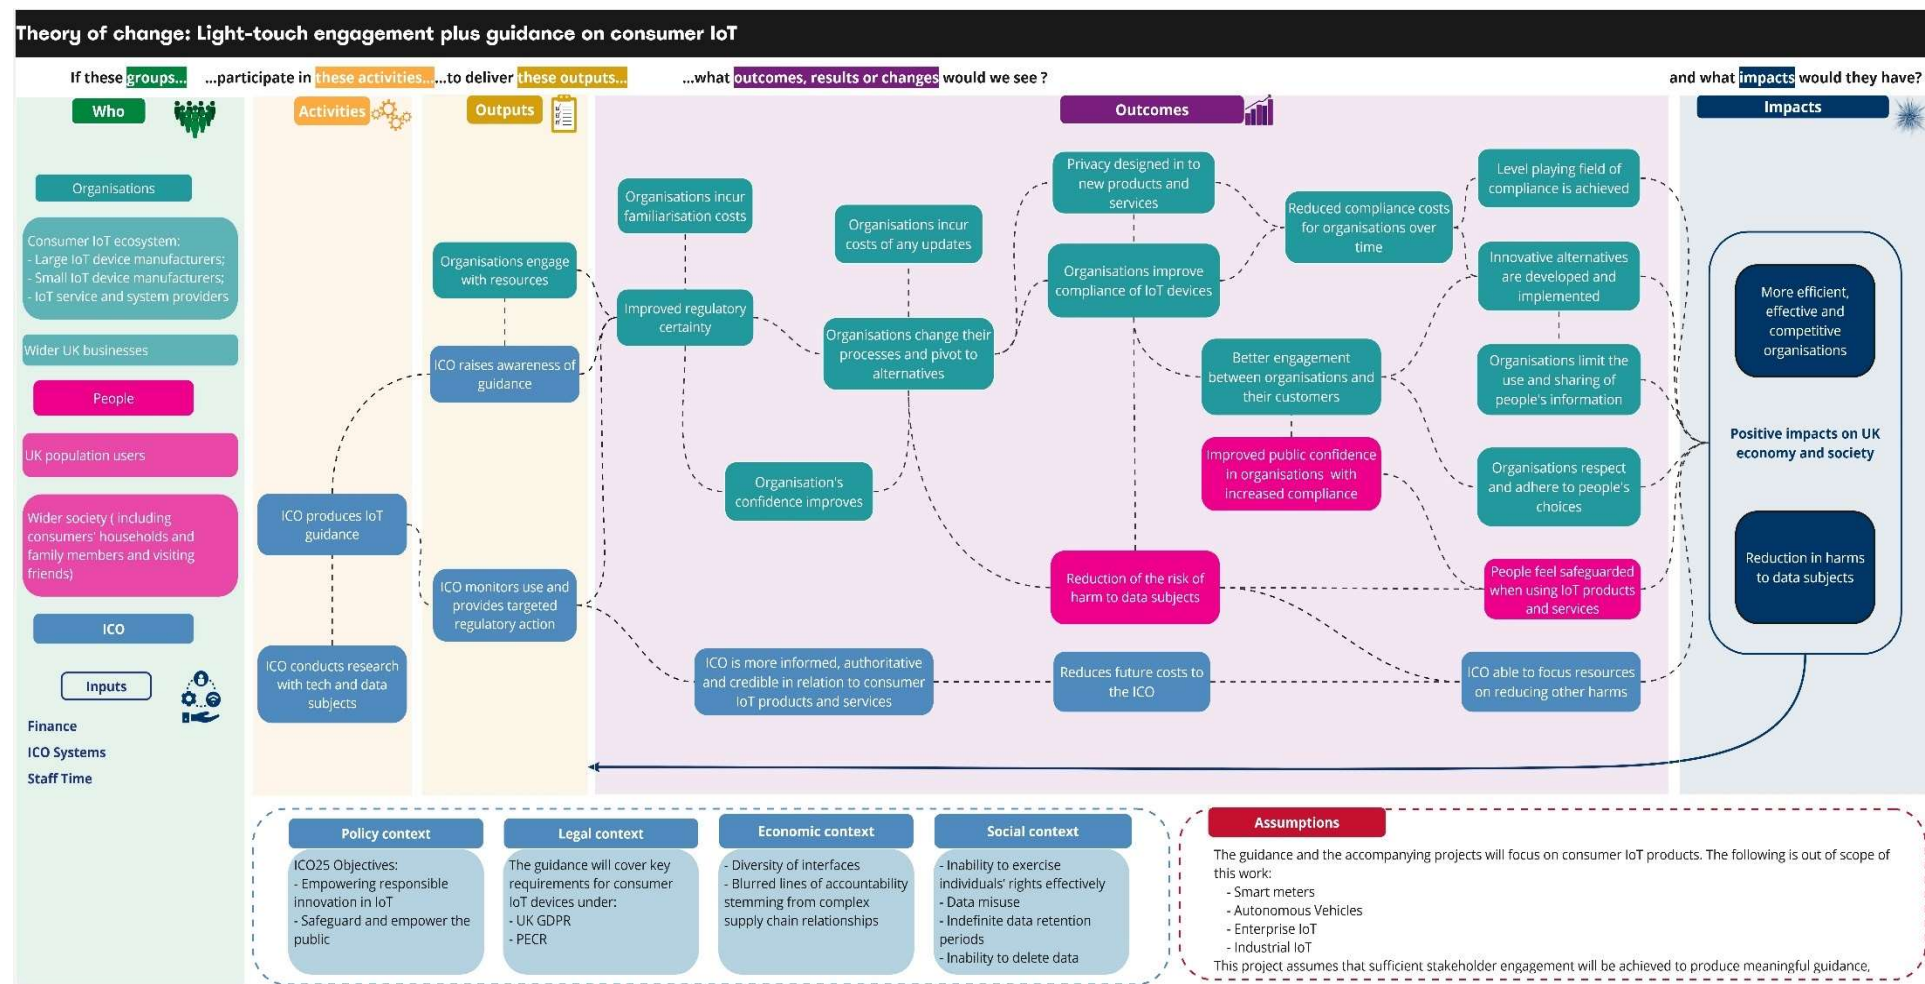 Theory of change: Light-touch engagement plus guidance on consumer IoT
If these groups... ...participate in these activities... ...to deliver these outputs... ...what outcomes, results or changes would we see ? and what impacts would they have?
Who
Activities
Outputs
Outcomes
Impacts
Organisations
Consumer IoT ecosystem:
- Large IoT device manufacturers;
- Small IoT device manufacturers;
- IoT service and system providers
Wider UK businesses
People
UK population users
Wider society ( including
consumers' households and
family members and visiting
friends)
ICO
Inputs
Finance
ICO Systems
Staff Time
ICO produces IoT
guidance
ICO conducts research
with tech and data
subjects
Organisations engage
with resources
ICO raises awareness of
guidance
ICO monitors use and
provides targeted
regulatory action
Organisations incur
familiarisation costs
Improved regulatory
certainty
Organisation's
confidence improves
ICO is more informed, authoritative
and credible in relation to consumer
IoT products and services
Organisations incur
costs of any updates
Organisations change their
processes and pivot to
alternatives
Privacy designed in to
new products and
services
Organisations improve
compliance of IoT devices
Reduction of the risk of
harm to data subjects
Reduces future costs to
the ICO
Reduced compliance costs
for organisations over
time
Better engagement
between organisations and
their customers
Improved public confidence
in organisations with
increased compliance
Level playing field of
compliance is achieved
Innovative alternatives
are developed and
implemented
Organisations limit the
use and sharing of
people's information
Organisations respect
and adhere to people's
choices
People feel safeguarded
when using IoT products
and services
ICO able to focus resources
on reducing other harms
More efficient,
effective and
competitive
organisations
Positive impacts on UK
economy and society
Reduction in harms
to data subjects
Policy context
ICO25 Objectives:
- Empowering responsible
innovation in IoT
- Safeguard and empower the
public
Legal context
The guidance will cover key
requirements for consumer
IoT devices under:
- UK GDPR
- PECR
Economic context
- Diversity of interfaces
- Blurred lines of accountability
stemming from complex
supply chain relationships
Social context
- Inability to exercise
individuals' rights effectively
- Data misuse
- Indefinite data retention
periods
- Inability to delete data
Assumptions
The guidance and the accompanying projects will focus on consumer IoT products. The following is out of scope of
this work:
- Smart meters
- Autonomous Vehicles
- Enterprise IoT
- Industrial IoT
This project assumes that sufficient stakeholder engagement will be achieved to produce meaningful guidance,